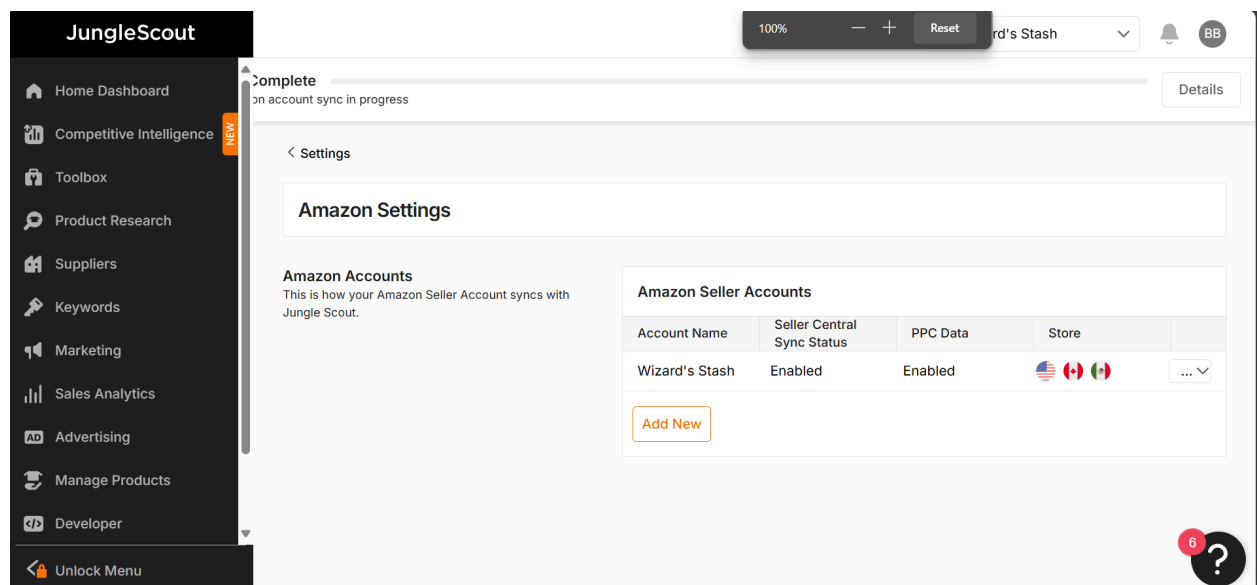 JungleScout
100%
Reset
rd's Stash
BB
Home Dashboard
Competitive Intelligence
NEW
Toolbox
Product Research
Suppliers
Keywords
Marketing
Sales Analytics
AD
Advertising
Manage Products
Developer
Unlock Menu
Complete
on account sync in progress
Details
Settings
Amazon Settings
Amazon Accounts
This is how your Amazon Seller Account syncs with
Jungle Scout.
Amazon Seller Accounts
Account Name
Seller Central
Sync Status
PPC Data
Store
Wizard's Stash
Enabled
Enabled
...
Add New
6
?